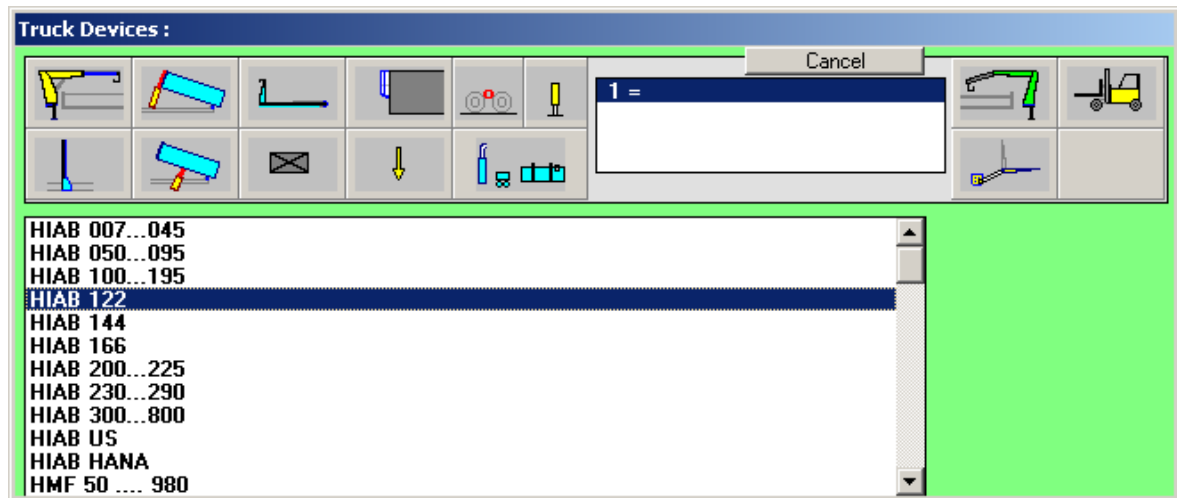 Truck Devices :
Cancel
1 =
HIAB 007...045
HIAB 050...095
HIAB 100...195
HIAB 122
HIAB 144
HIAB 166
HIAB 200...225
HIAB 230...290
HIAB 300...800
HIAB US
HIAB HANA
HMF 50 .... 980